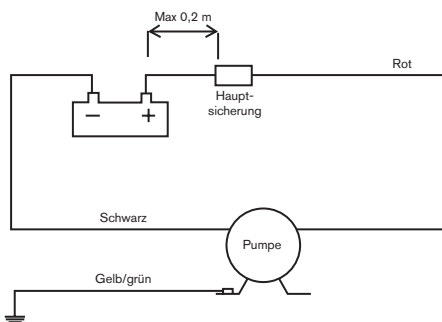 Max 0,2 m
Rot
Haupt-
sicherung
− +
Schwarz
Pumpe
Gelb/grün